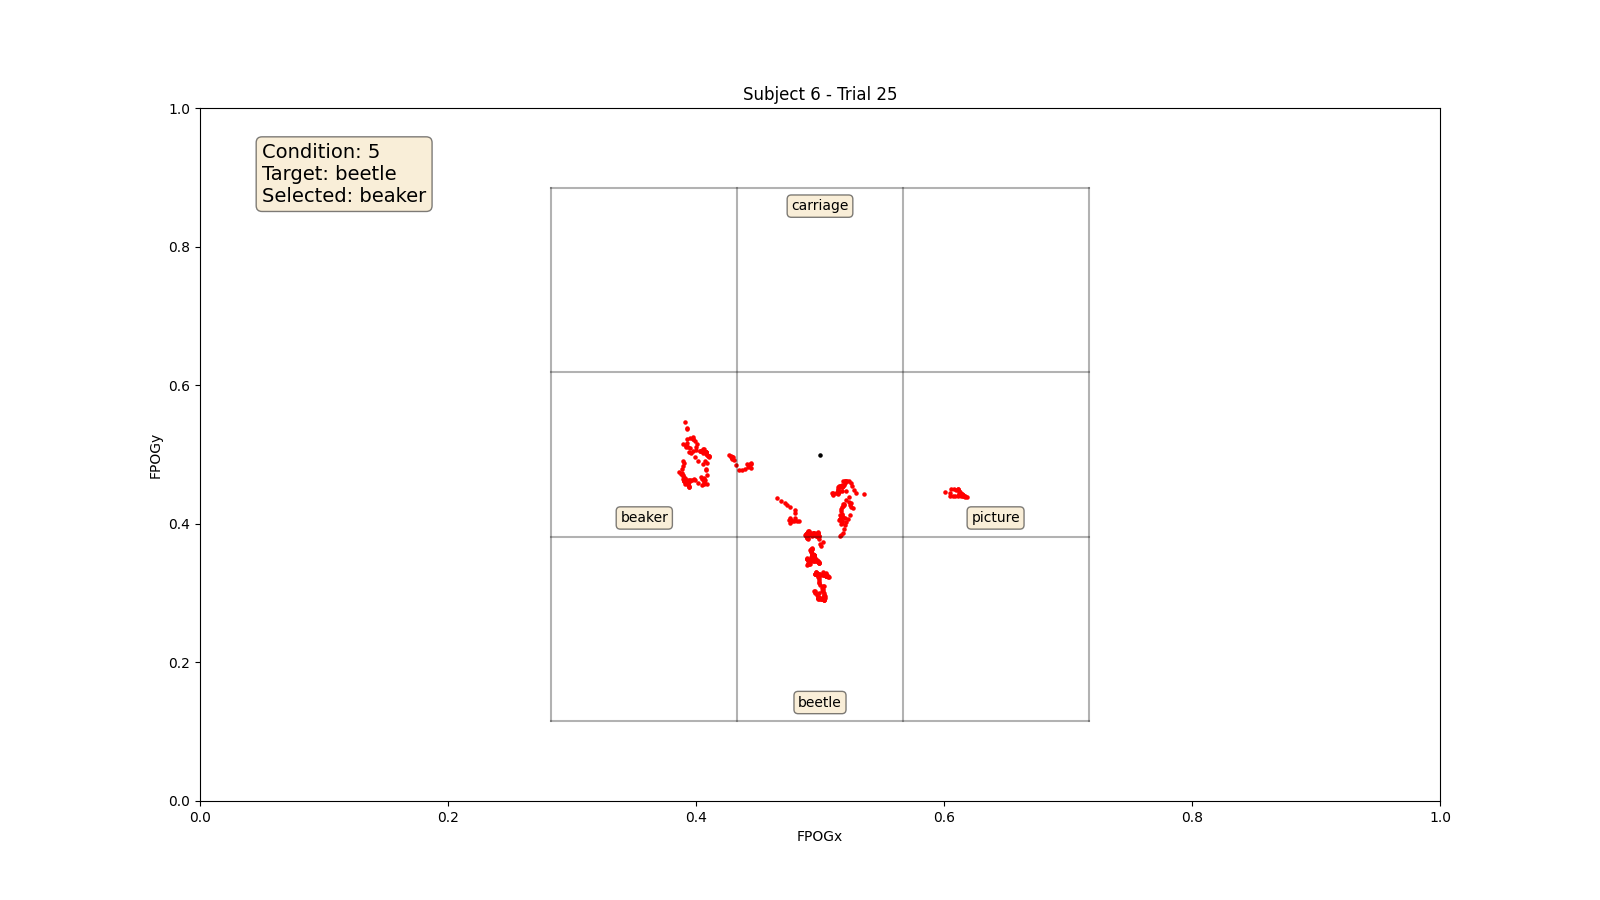 Subject 6 - Trial 25
1.0
Condition: 5
Target: beetle
Selected: beaker
carriage
0.8
0.6
FPOGy
beaker
picture
0.4
0.2
beetle
0.0
0.0
0.2
0.4
0.6
0.8
1.0
FPOGx